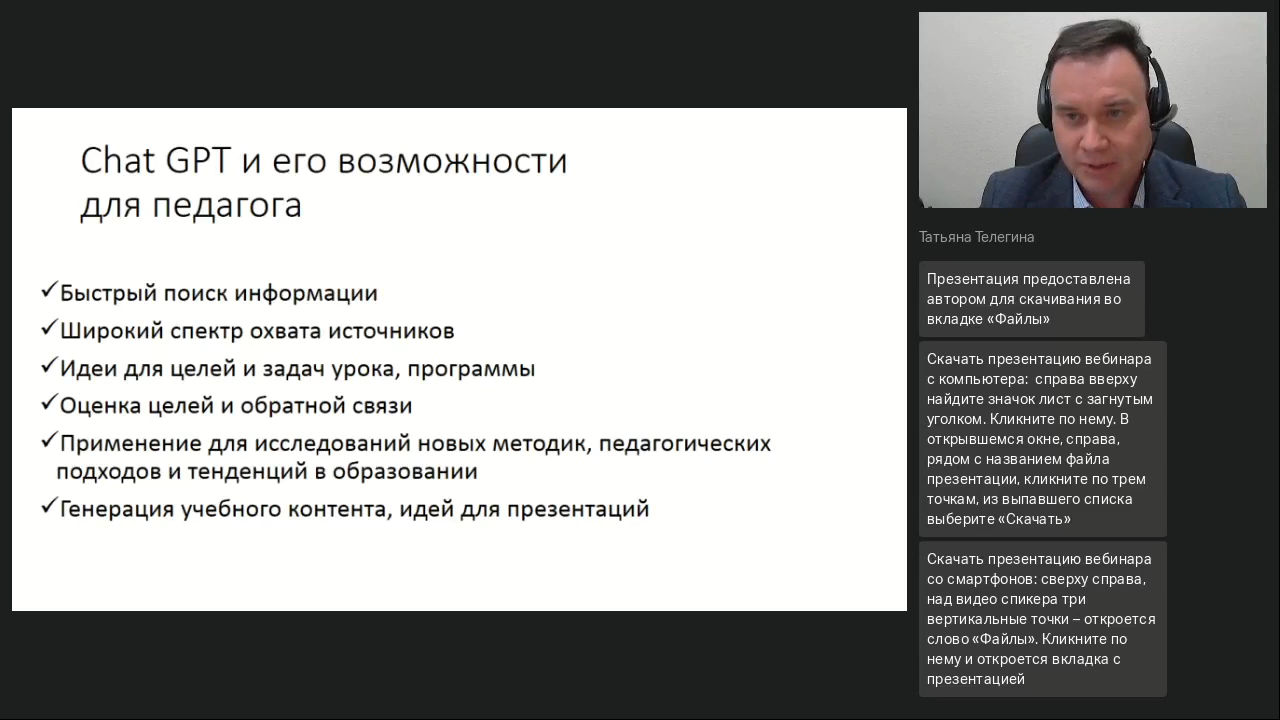 Chat GPT и его возможности
для педагога
✓Быстрый поиск информации
✓Широкий спектр охвата источников
✓Идеи для целей и задач урока, программы
✓Оценка целей и обратной связи
✓Применение для исследований новых методик, педагогических
подходов и тенденций в образовании
✓Генерация учебного контента, идей для презентаций
Татьяна Телегина
Презентация предоставлена
автором для скачивания во
вкладке «Файлы»
Скачать презентацию вебинара
с компьютера: справа вверху
найдите значок лист с загнутым
уголком. Кликните по нему. В
открывшемся окне, справа,
рядом с названием файла
презентации, кликните по трем
точкам, из выпавшего списка
выберите «Скачать»
Скачать презентацию вебинара
со смартфонов: сверху справа,
над видео спикера три
вертикальные точки – откроется
слово «Файлы». Кликните по
нему и откроется вкладка с
презентацией